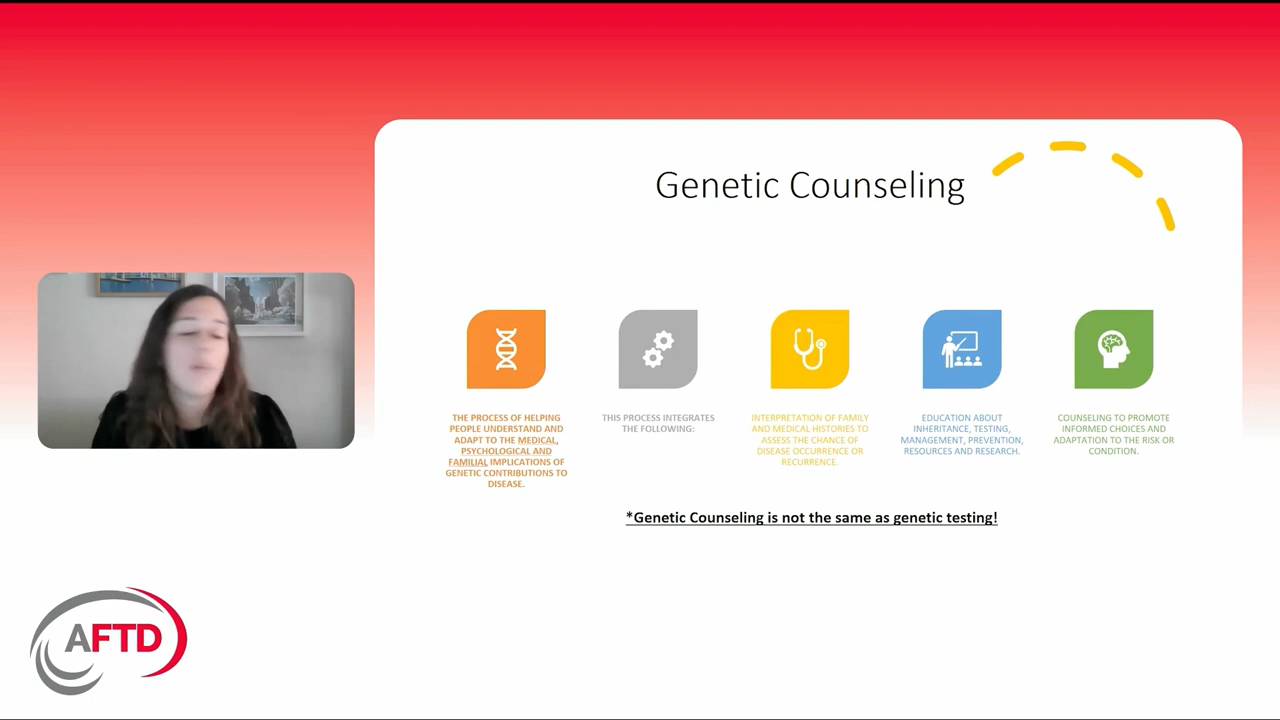 Genetic Counseling
THE PROCESS OF HELPING
PEOPLE UNDERSTAND AND
ADAPT TO THE MEDICAL,
PSYCHOLOGICAL AND
FAMILIAL IMPLICATIONS OF
GENETIC CONTRIBUTIONS TO
DISEASE.
THIS PROCESS INTEGRATES
THE FOLLOWING:
INTERPRETATION OF FAMILY
AND MEDICAL HISTORIES TO
ASSESS THE CHANCE OF
DISEASE OCCURRENCE OR
RECURRENCE.
EDUCATION ABOUT
INHERITANCE, TESTING,
MANAGEMENT, PREVENTION,
RESOURCES AND RESEARCH.
COUNSELING TO PROMOTE
INFORMED CHOICES AND
ADAPTATION TO THE RISK OR
CONDITION.
*Genetic Counseling is not the same as genetic testing!
AFTD